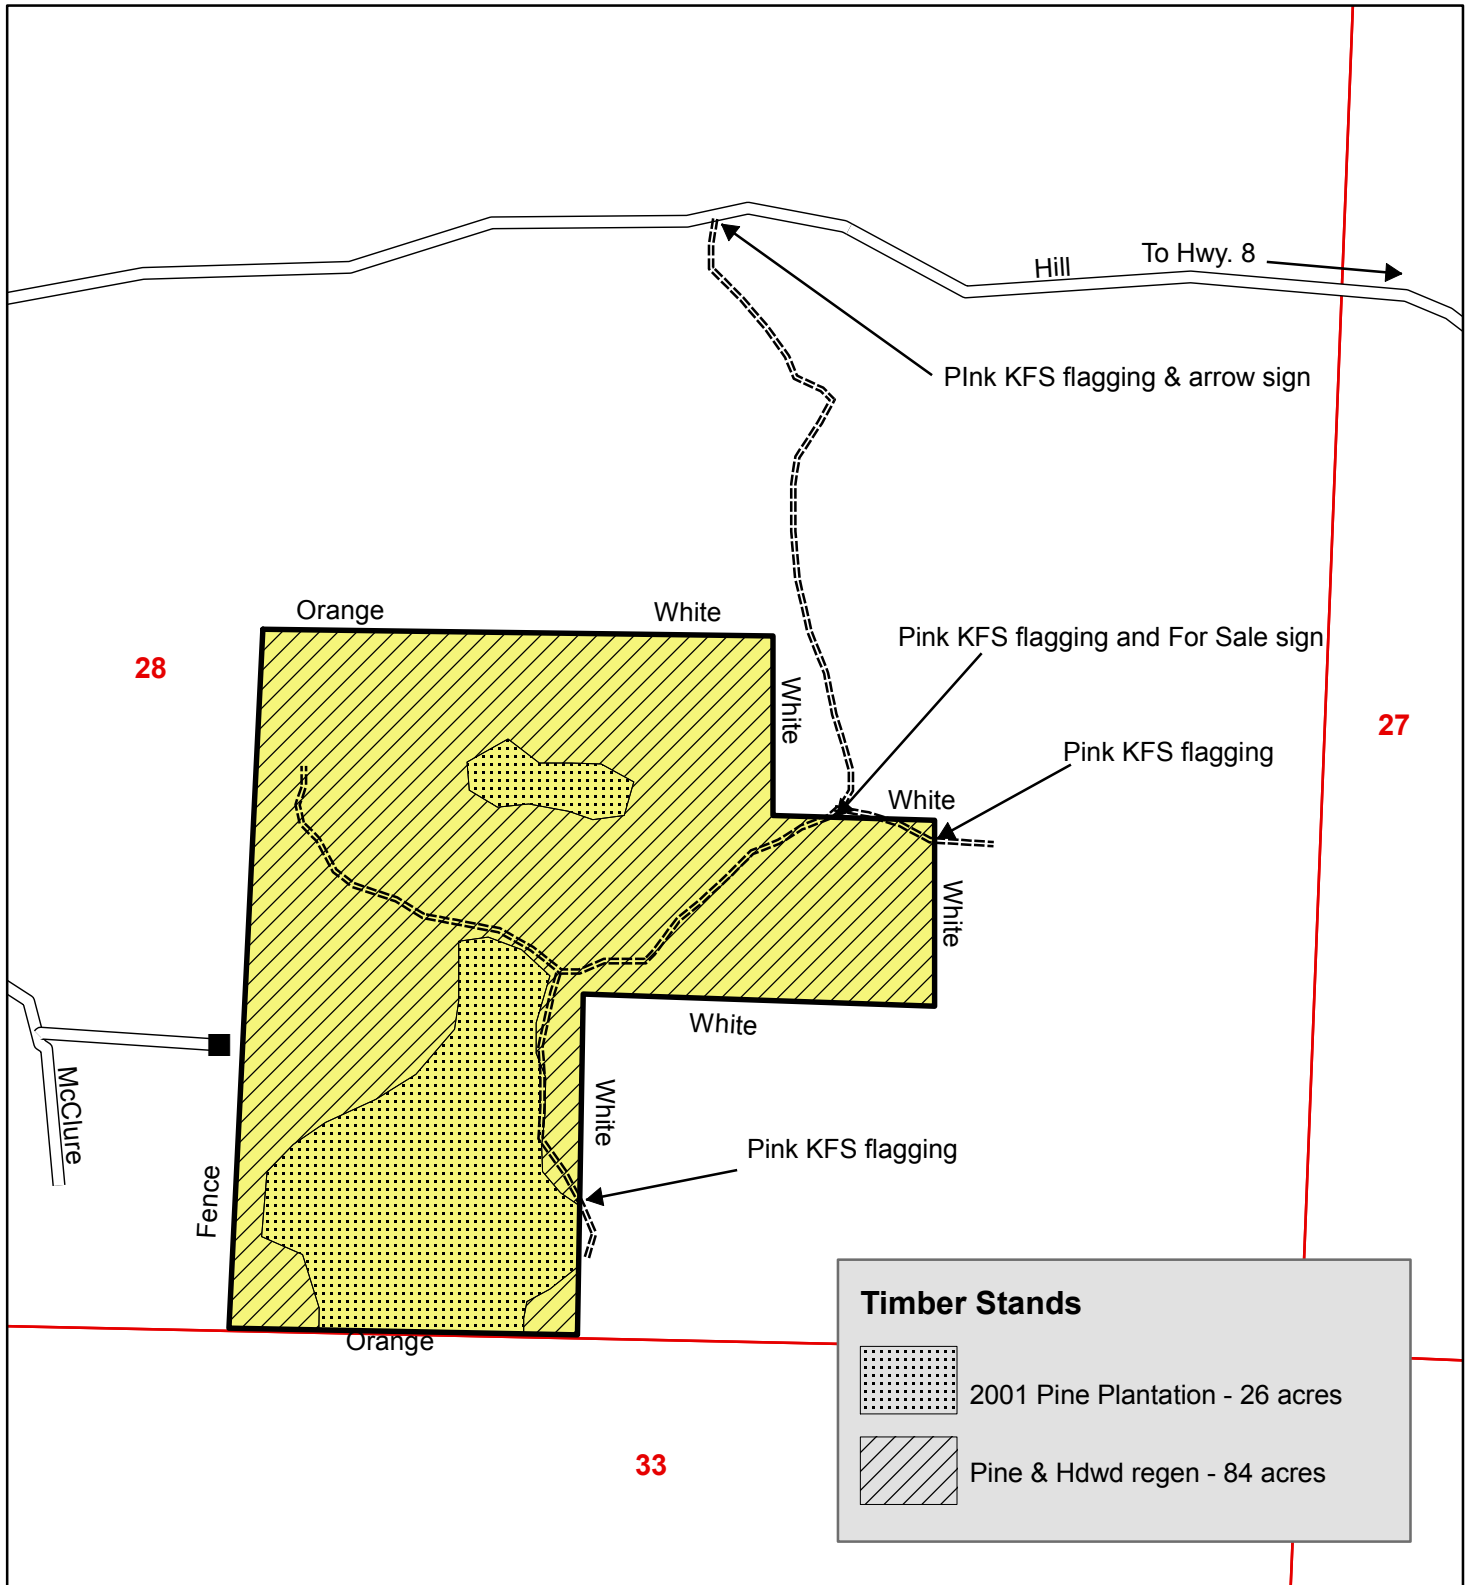 To Hwy. 8
Hill
PInk KFS flagging & arrow sign
Orange
White
Pink KFS flagging and For Sale sign
28
White
27
Pink KFS flagging
White
White
White
McClure
White
Pink KFS flagging
Fence
Orange
Timber Stands
2001 Pine Plantation - 26 acres
33
Pine & Hdwd regen - 84 acres